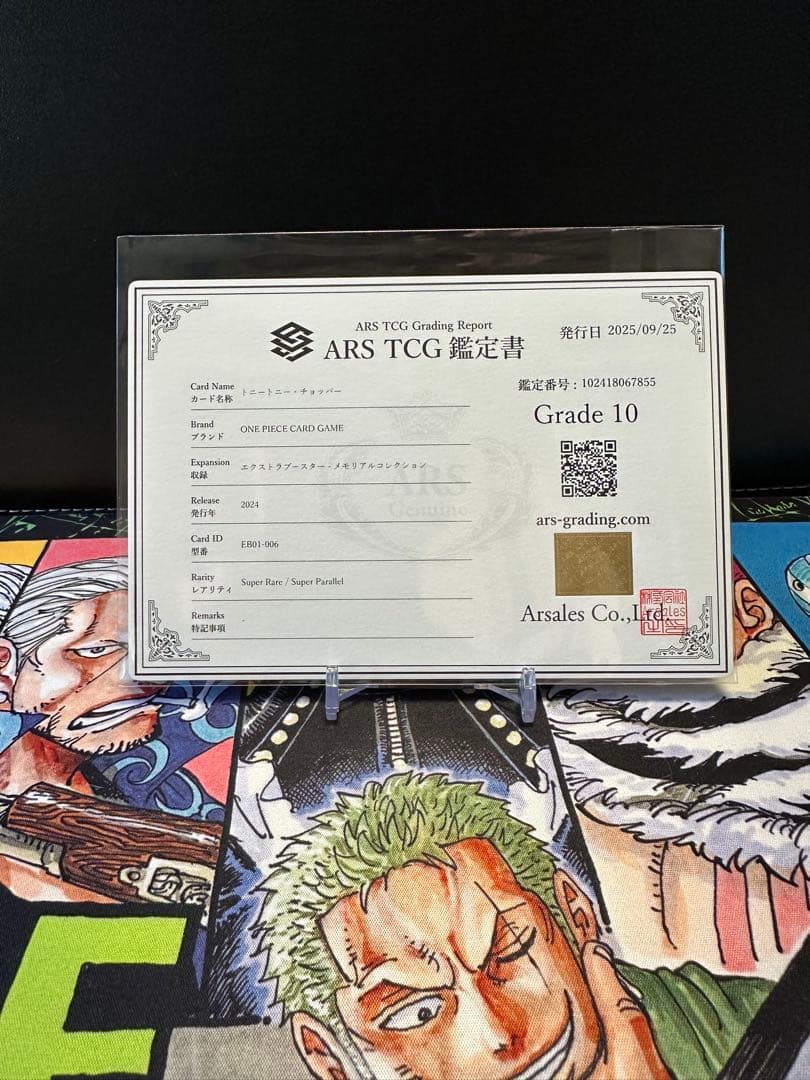 ARS TCG Grading Report
ARS TCG 鑑定書
発行日 2025/09/25
Card Name
カード名称
トニートニー・チョッパー
Brand
ブランド
ONE PIECE CARD GAME
Expansion
収録
エクストラブースター・メモリアルコレクション
Release
発行年
2024
Card ID
型番
EB01-006
Rarity
レアリティ
Super Rare / Super Parallel
Remarks
特記事項
-
鑑定番号 : 102418067855
Grade 10
ars-grading.com
Arsales Co.,Ltd.
ARS
Genuine
E